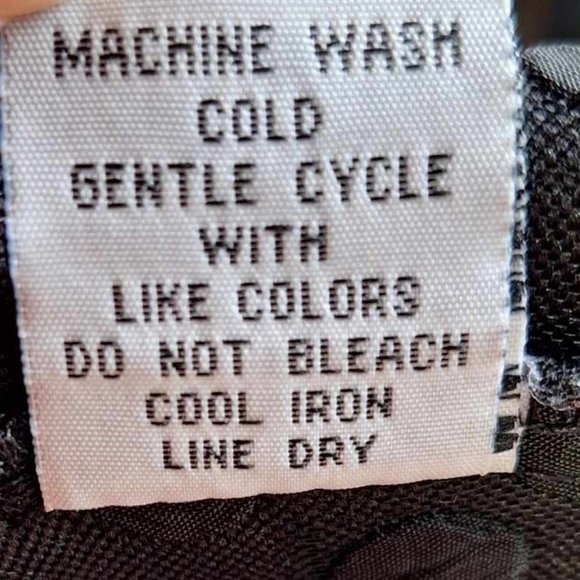 MACHINE WASH
COLD
GENTLE CYCLE
WITH
LIKE COLORS
DO NOT BLEACH
COOL IRON
LINE DRY